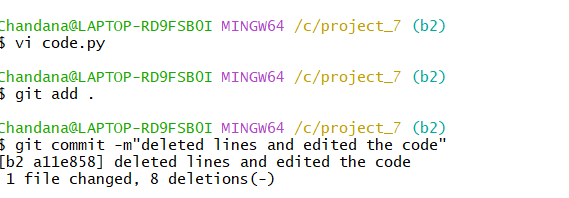 Chandana@LAPTOP-RD9FSB0I MINGW64 /c/project_7 (b2)
$ vi code.py
Chandana@LAPTOP-RD9FSB0I MINGW64 /c/project_7 (b2)
$ git add .
Chandana@LAPTOP-RD9FSB0I MINGW64 /c/project_7 (b2)
$ git commit -m"deleted lines and edited the code"
[b2 a11e858] deleted lines and edited the code
1 file changed, 8 deletions(-)